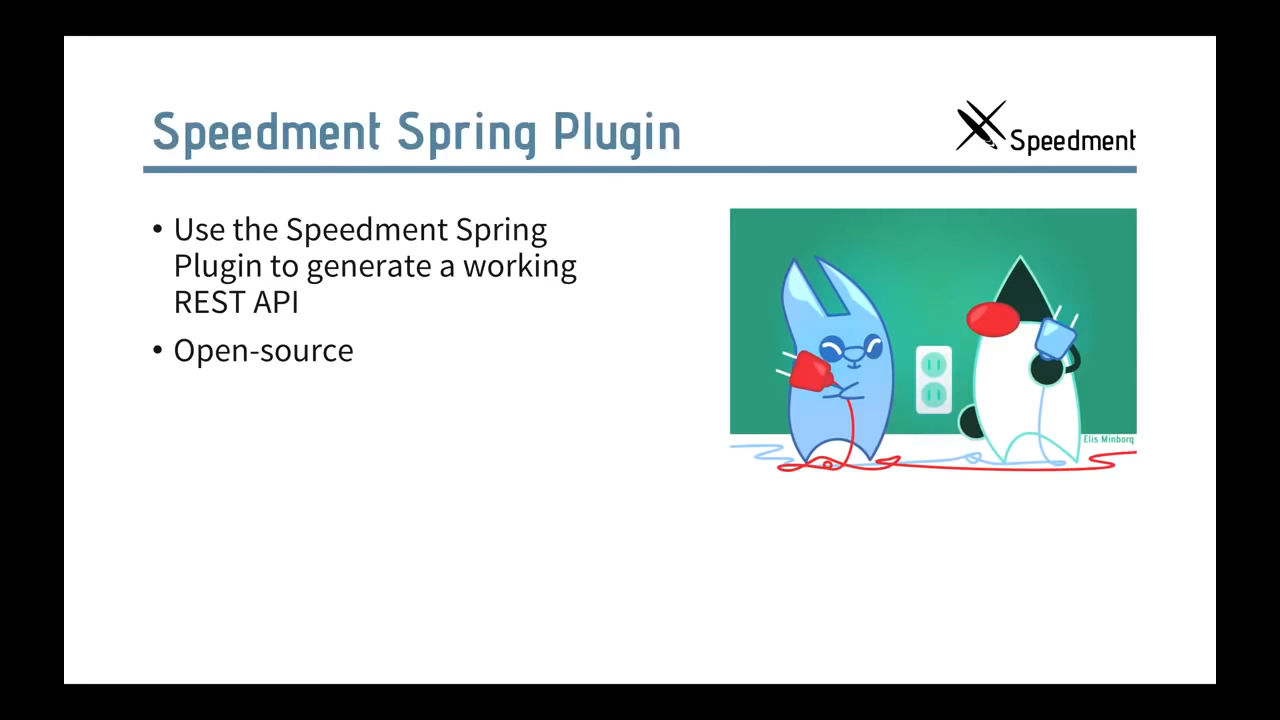 Speedment Spring Plugin
Speedment
• Use the Speedment Spring
Plugin to generate a working
REST API
• Open-source
Elis Minborg